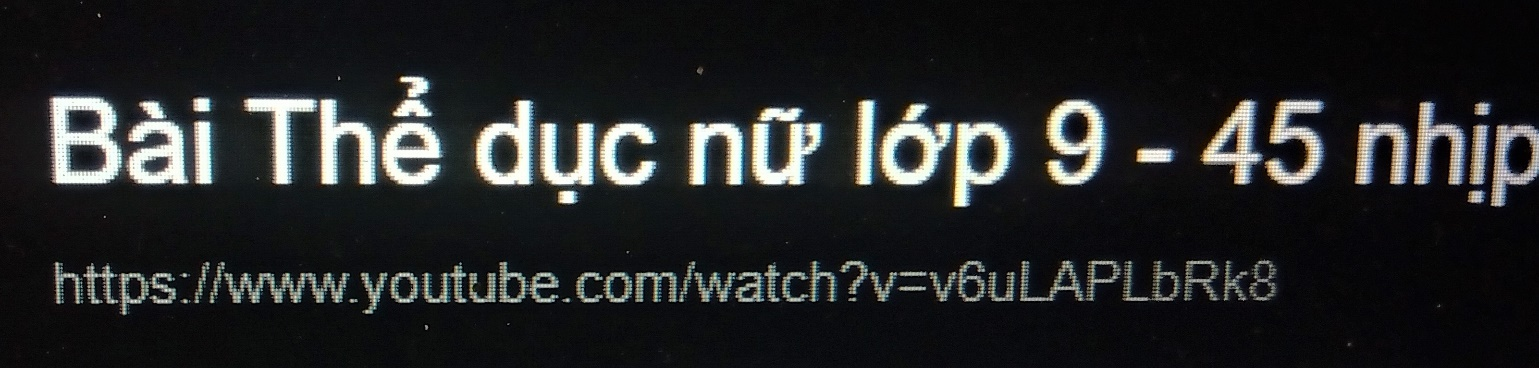 Bài Thể dục nữ lớp 9 - 45 nhịp
https://www.youtube.com/watch?v=v6uLAPLbRk8